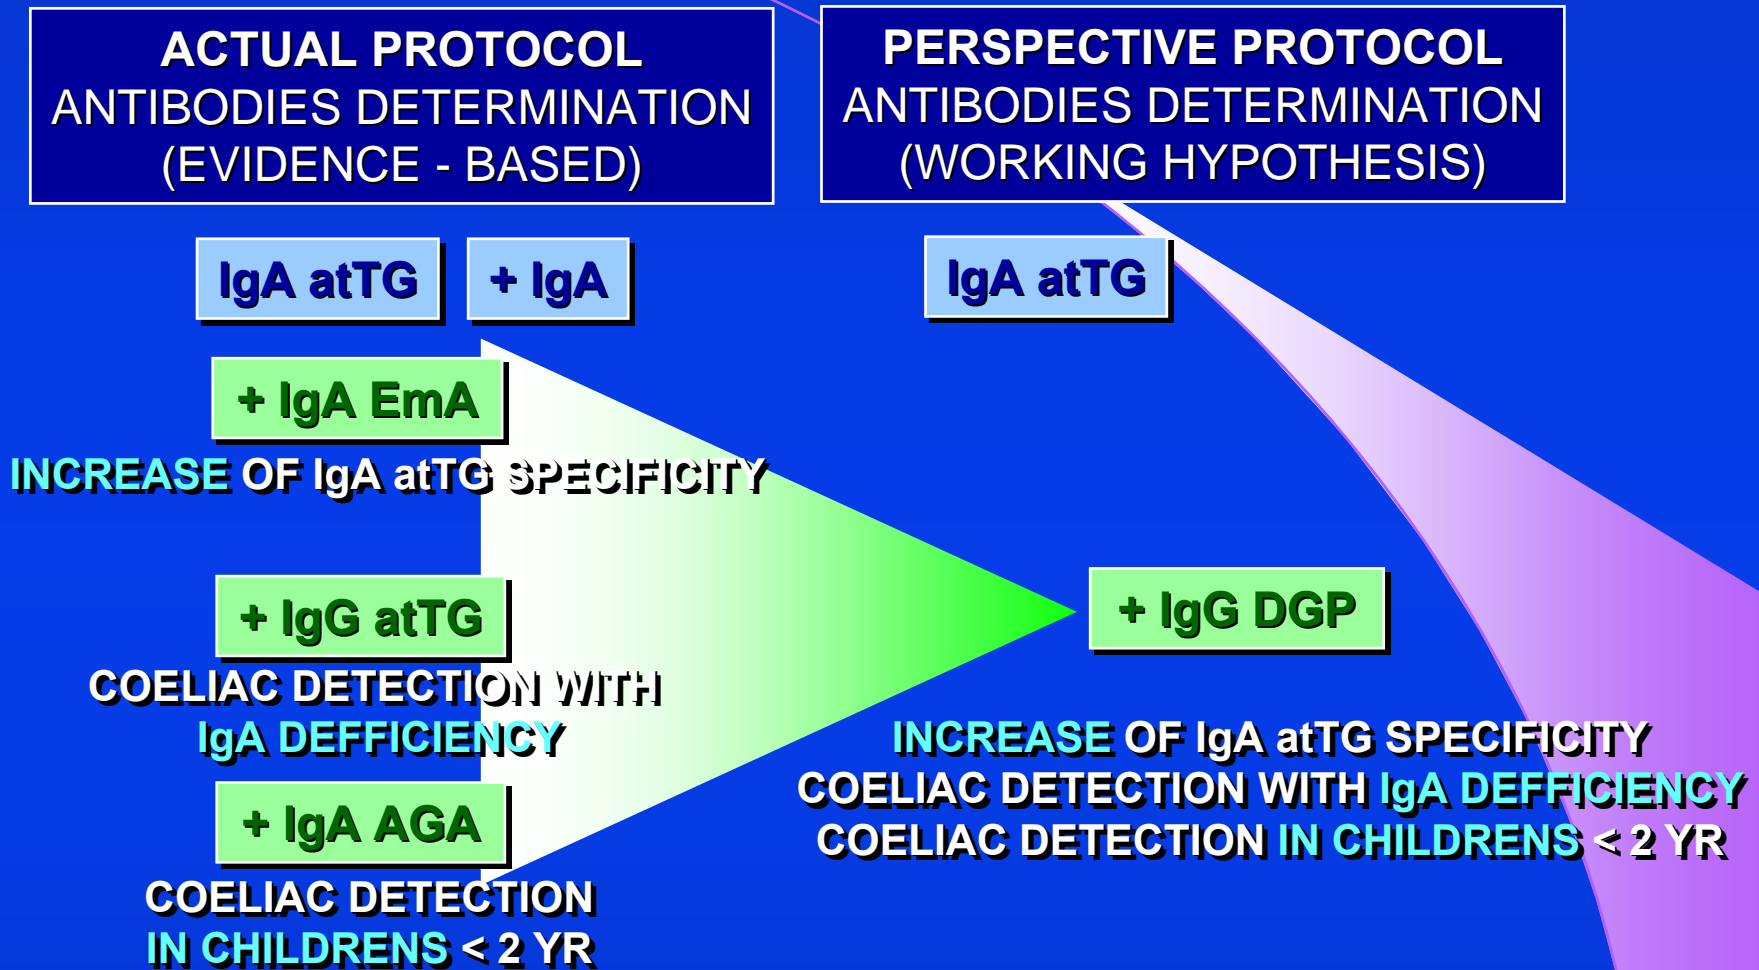 ACTUAL PROTOCOL
ANTIBODIES DETERMINATION
(EVIDENCE - BASED)
IgA atTG
+ IgA
+ IgA EmA
INCREASE OF IgA atTG SPECIFICITY
+ IgG atTG
COELIAC DETECTION WITH
IgA DEFFICIENCY
+ IgA AGA
COELIAC DETECTION
IN CHILDRENS < 2 YR
PERSPECTIVE PROTOCOL
ANTIBODIES DETERMINATION
(WORKING HYPOTHESIS)
IgA atTG
+ IgG DGP
INCREASE OF IgA atTG SPECIFICITY
COELIAC DETECTION WITH IgA DEFFICIENCY
COELIAC DETECTION IN CHILDRENS < 2 YR